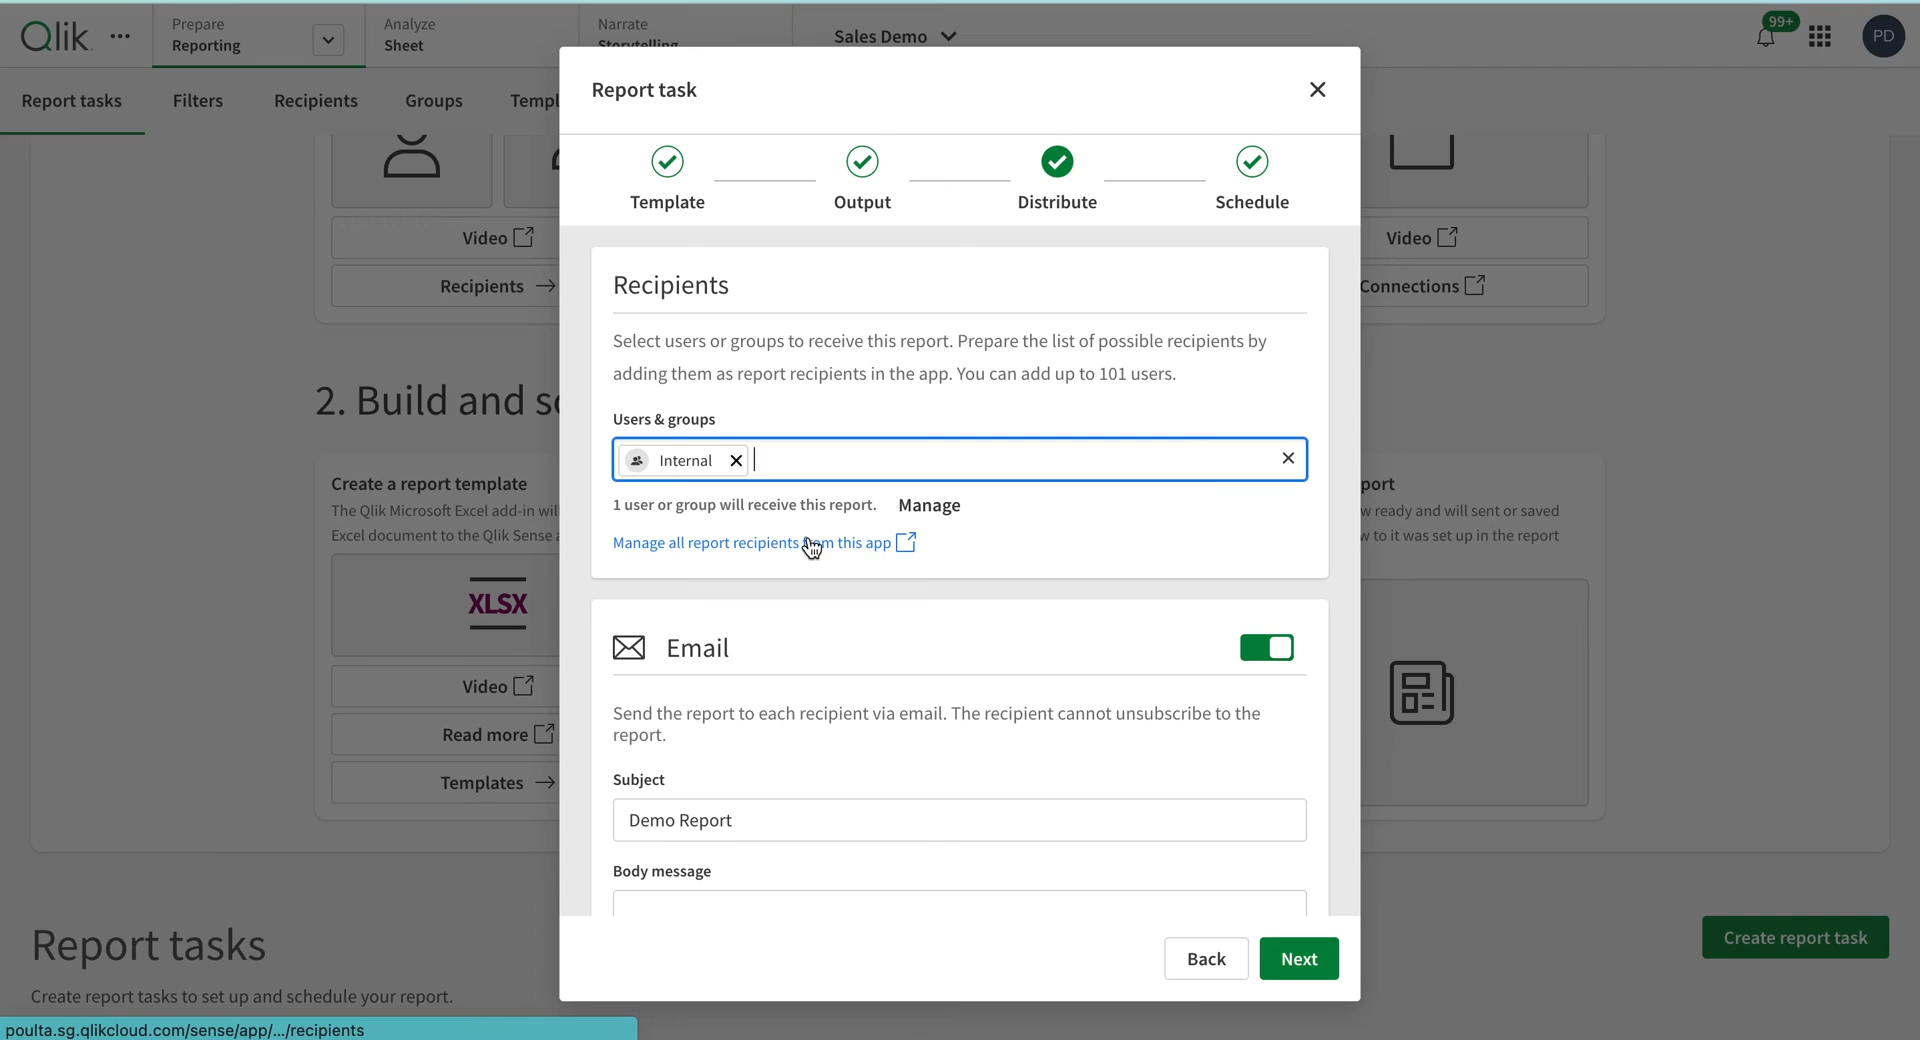 Qlik
Prepare
Reporting
Analyze
Sheet
Narrate
Storytelling
Sales Demo
99+
PD
Report tasks
Filters
Recipients
Groups
Templ
Video
Recipients
Video
Connections
2. Build and s
Create a report template
The Qlik Microsoft Excel add-in wil
Excel document to the Qlik Sense a
XLSX
Video
Read more
Templates
port
w ready and will sent or saved
w to it was set up in the report
Report task
Template
Output
Distribute
Schedule
Recipients
Select users or groups to receive this report. Prepare the list of possible recipients by
adding them as report recipients in the app. You can add up to 101 users.
Users & groups
Internal
1 user or group will receive this report.
Manage
Manage all report recipients from this app
Email
Send the report to each recipient via email. The recipient cannot unsubscribe to the
report.
Subject
Demo Report
Body message
Back
Next
Report tasks
Create report task
Create report tasks to set up and schedule your report.
poulta.sg.qlikcloud.com/sense/app/.../recipients